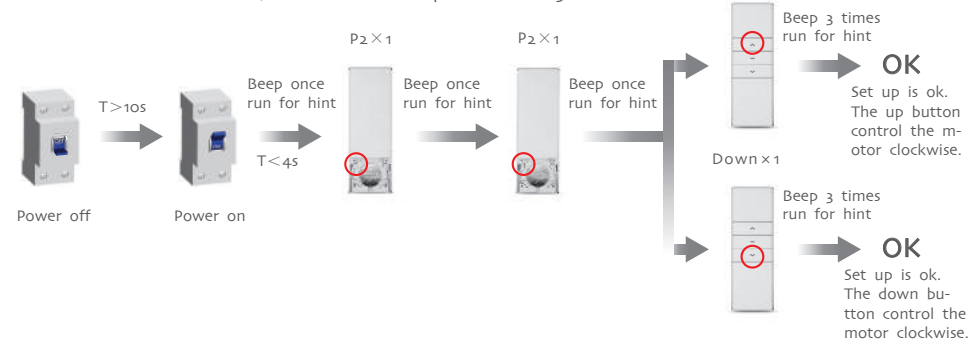 P2×1
P2×1
Beep 3 times
run for hint
OK
T>10s
Beep once
run for hint
T<4s
Beep once
run for hint
Beep once
run for hint
Set up is ok.
The up button
control the m-
otor clockwise.
Down×1
Power off
Power on
Beep 3 times
run for hint
OK
Set up is ok.
The down bu-
tton control the
motor clockwise.